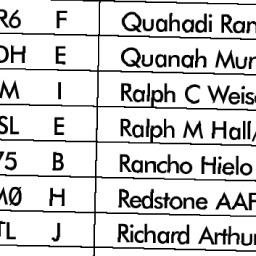 R6 F Quahadi Ran
OH E Quanah Mun
M I Ralph C Weis
SL E Ralph M Hall/
75 B Rancho Hielo
MØ H Redstone AAF
TL J Richard Arthur